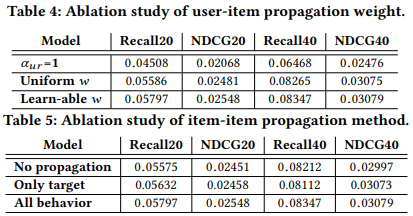 Table 4: Ablation study of user-item propagation weight.
Model Recall20 NDCG20 Recall40 NDCG40
αur=1 0.04508 0.02068 0.06468 0.02476
Uniform w 0.05586 0.02481 0.08265 0.03075
Learn-able w 0.05797 0.02548 0.08347 0.03079
Table 5: Ablation study of item-item propagation method.
Model Recall20 NDCG20 Recall40 NDCG40
No propagation 0.05575 0.02451 0.08212 0.02997
Only target 0.05632 0.02458 0.08112 0.03073
All behavior 0.05797 0.02548 0.08347 0.03079